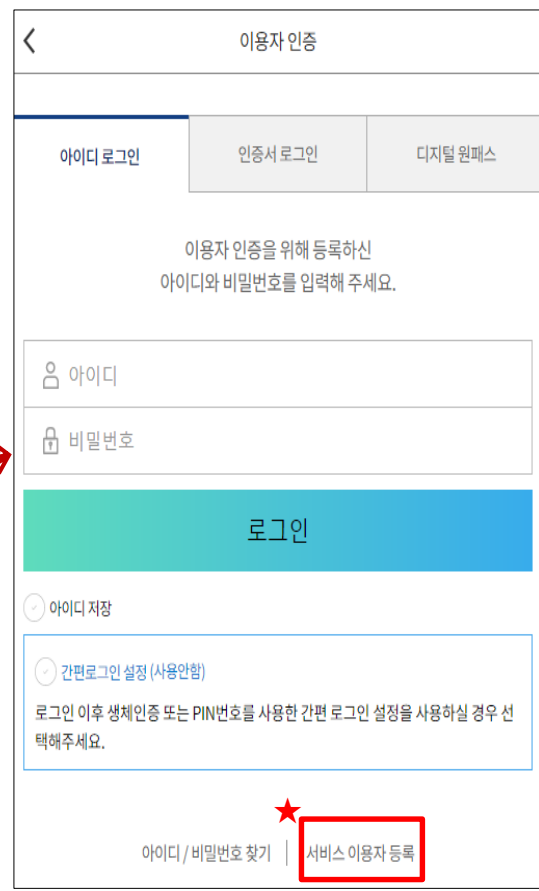 이용자 인증
아이디 로그인
인증서 로그인
디지털 원패스
이용자 인증을 위해 등록하신
아이디와 비밀번호를 입력해 주세요.
아이디
비밀번호
로그인
아이디 저장
간편로그인 설정 (사용안함)
로그인 이후 생체인증 또는 PIN번호를 사용한 간편 로그인 설정을 사용하실 경우 선
택해주세요.
아이디 / 비밀번호 찾기 | 서비스 이용자 등록